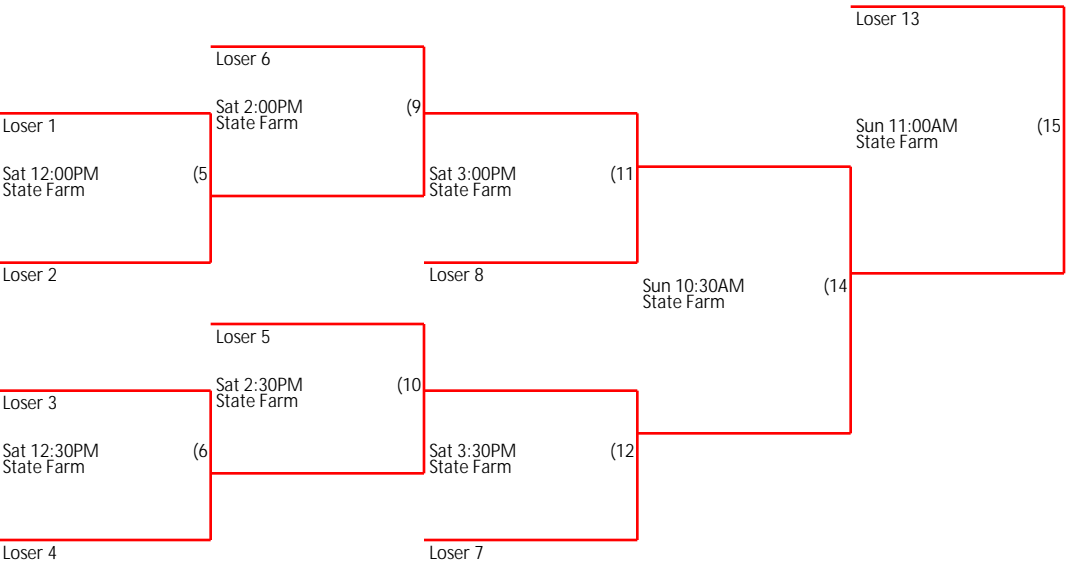 Loser 13
Loser 6
Sat 2:00PM (9
State Farm
Loser 1
Sun 11:00AM (15
State Farm
Sat 12:00PM (5
State Farm
Sat 3:00PM (11
State Farm
Loser 2
Loser 8
Sun 10:30AM (14
State Farm
Loser 5
Sat 2:30PM (10
State Farm
Loser 3
Sat 12:30PM (6
State Farm
Sat 3:30PM (12
State Farm
Loser 4
Loser 7